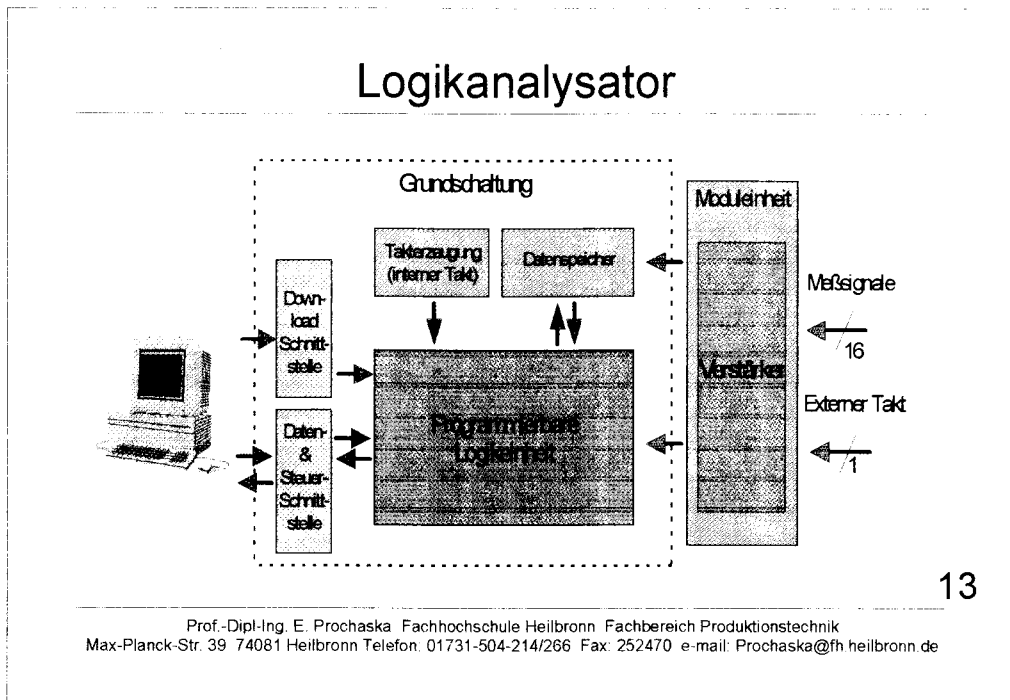 Logikanalysator
Grundschaltung
Moduleinheit
Takterzeugung
(interner Takt)
Datenspeicher
Down-
load
Schnitt-
stelle
Meßsignale
16
Verstärker
Programmierbare
Logikeinheit
Externer Takt
1
Daten-
&
Steuer-
Schnitt-
stelle
13
Prof.-Dipl-Ing. E. Prochaska Fachhochschule Heilbronn Fachbereich Produktionstechnik
Max-Planck-Str. 39 74081 Heilbronn Telefon: 01731-504-214/266 Fax: 252470 e-mail: Prochaska@fh.heilbronn.de